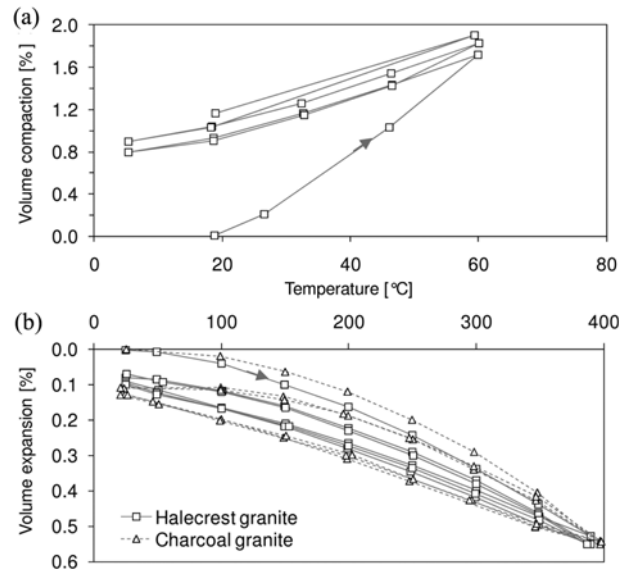 (a)
2.0
1.6
1.2
0.8
0.4
0.0
Volume compaction [%]
0 20 40 60 80
Temperature [°C]
(b)
0 100 200 300 400
0.0
0.1
0.2
0.3
0.4
0.5
0.6
Volume expansion [%]
Halecrest granite
Charcoal granite